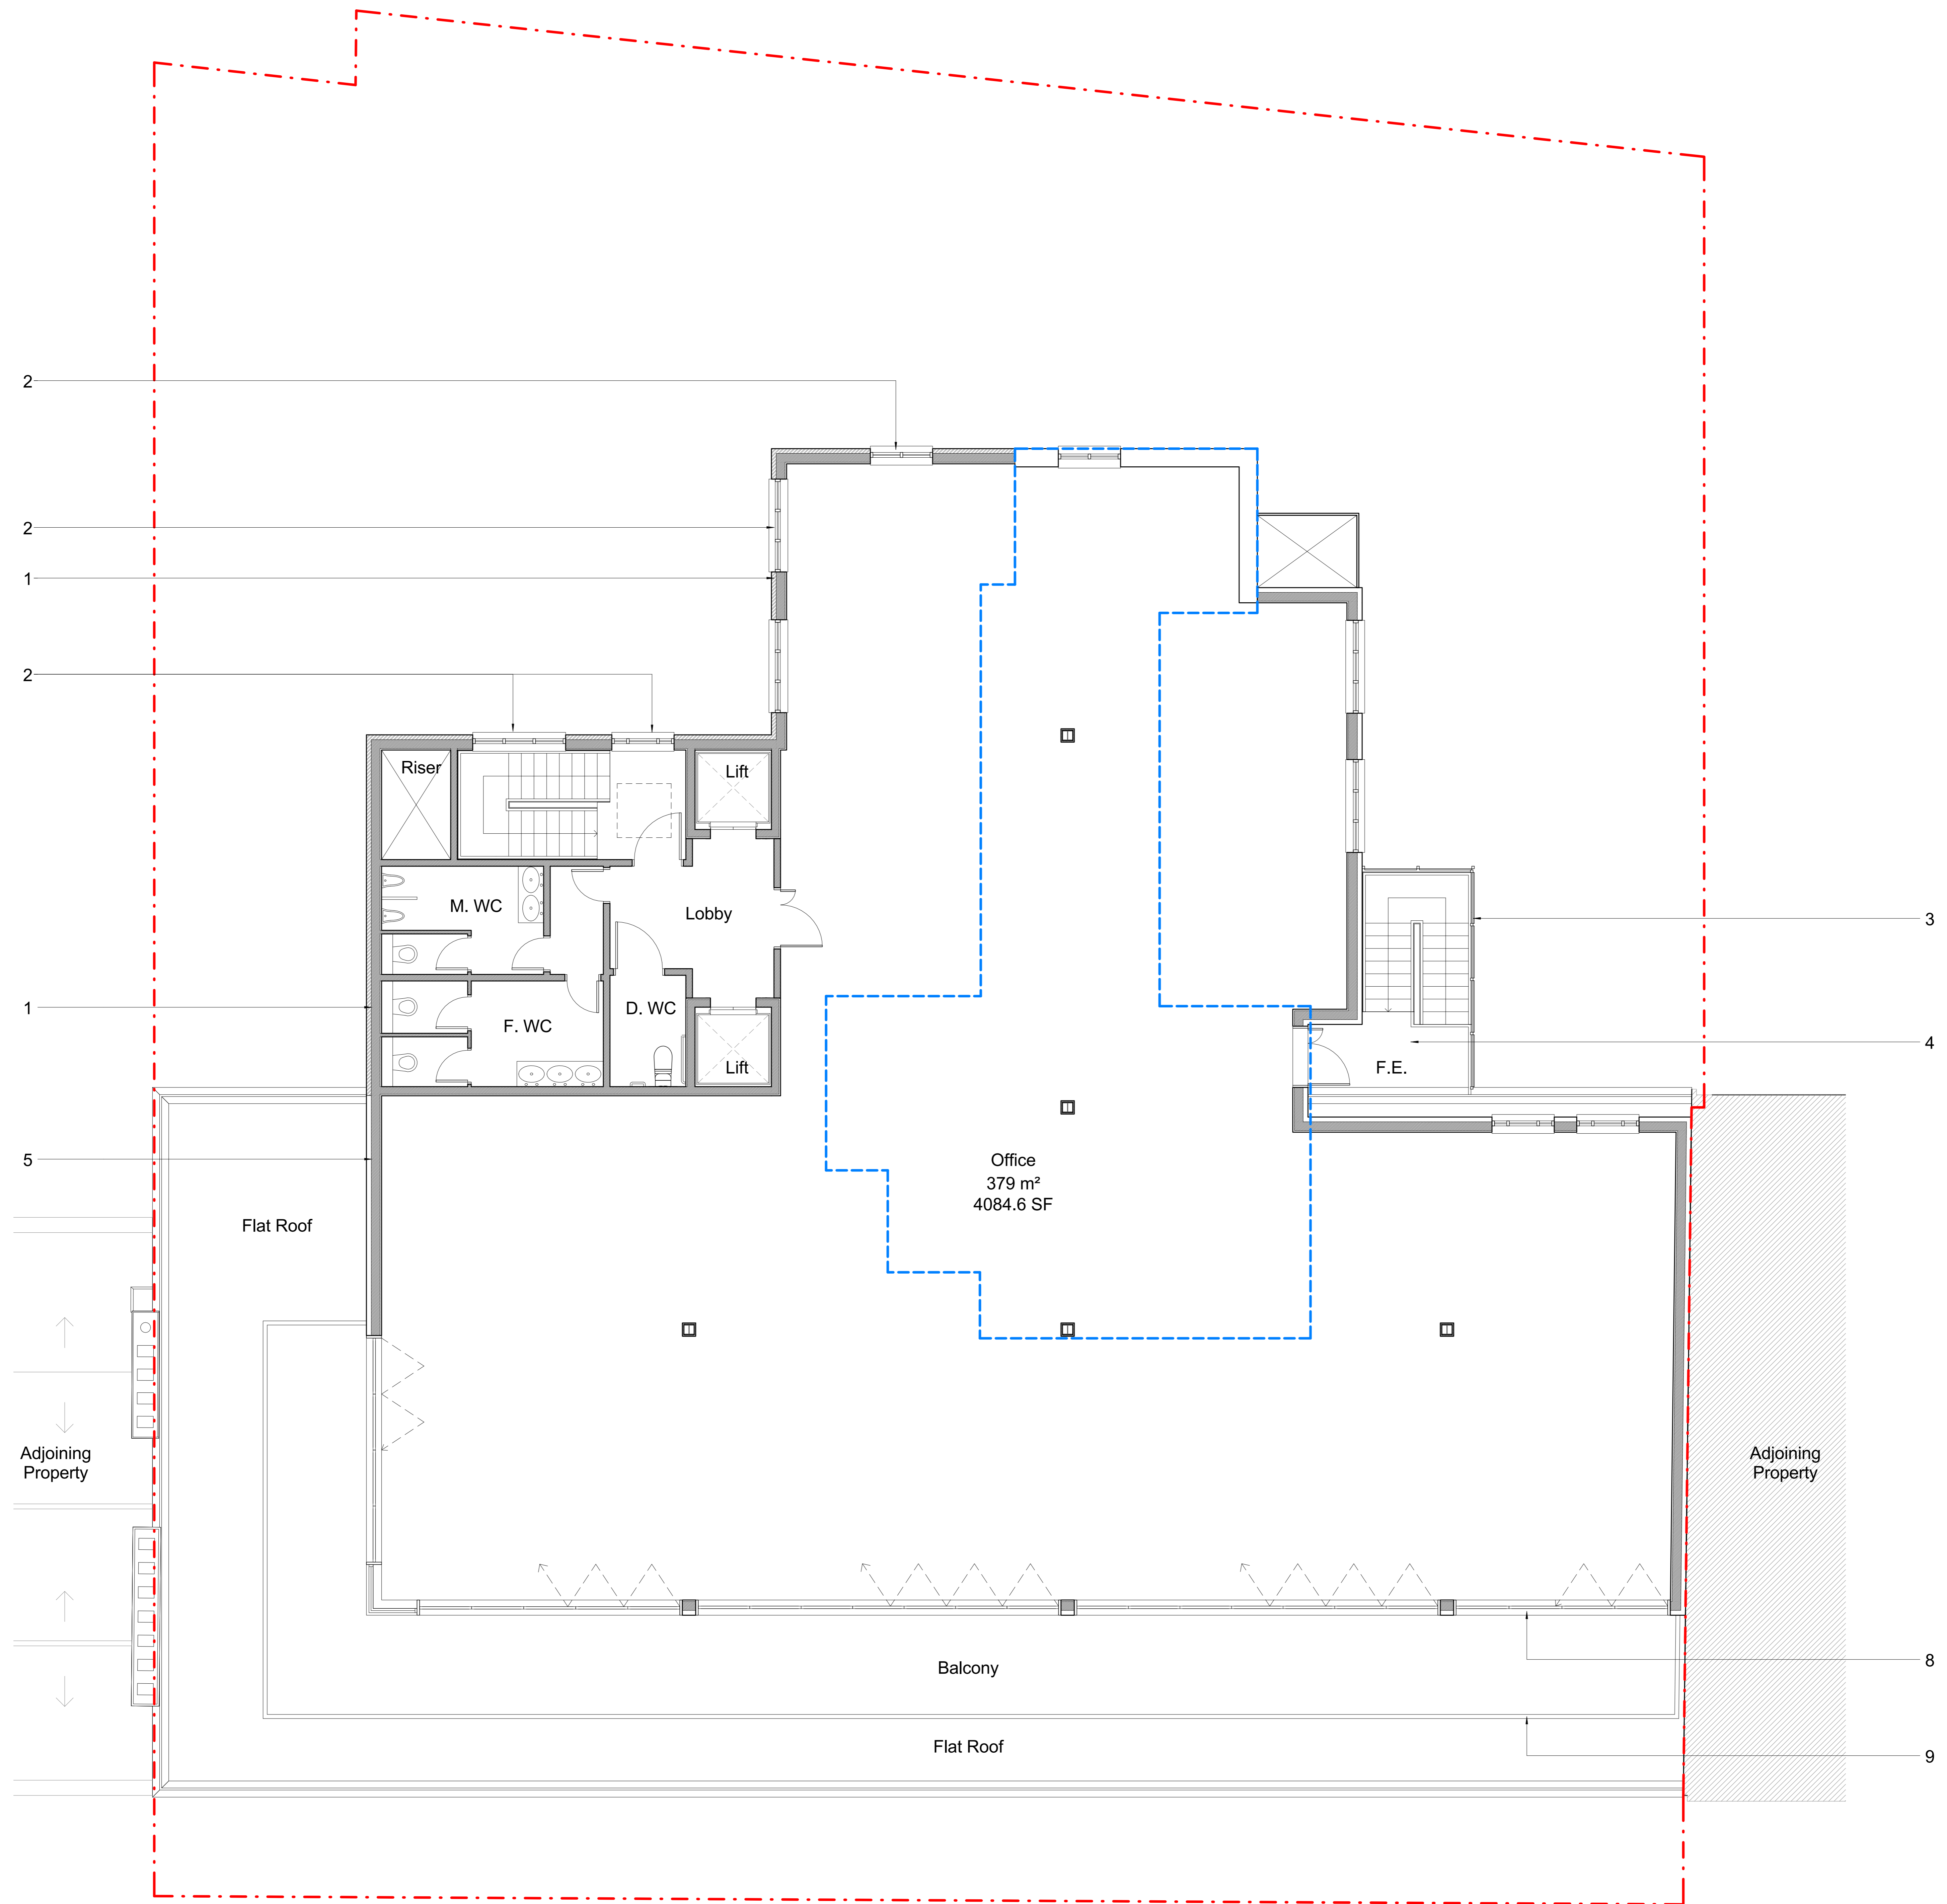 2
2
1
2
Riser
Lift
M. WC
Lobby
3
1
D. WC
F. WC
Lift
F.E.
4
5
Office
379 m²
4084.6 SF
Flat Roof
Adjoining
Property
Adjoining
Property
Balcony
8
Flat Roof
9